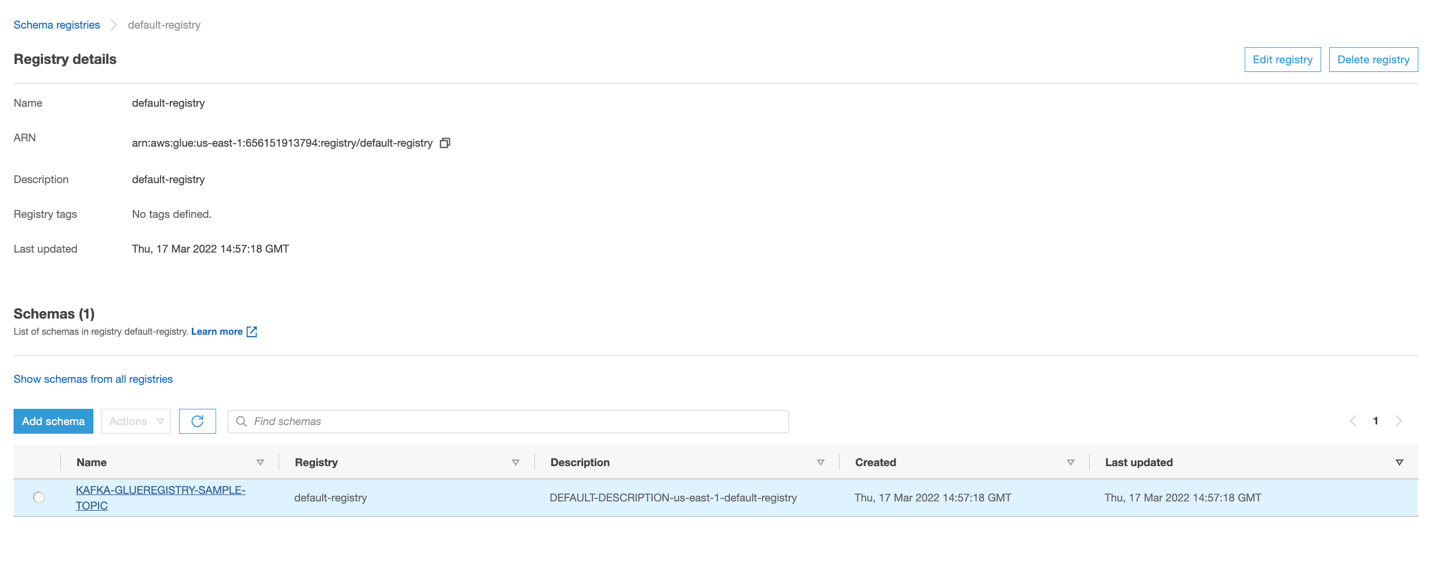 Schema registries default-registry
Registry details
Edit registry Delete registry
Name default-registry
ARN arn:aws:glue:us-east-1:656151913794:registry/default-registry
Description default-registry
Registry tags No tags defined.
Last updated Thu, 17 Mar 2022 14:57:18 GMT
Schemas (1)
List of schemas in registry default-registry. Learn more
Show schemas from all registries
Add schema Actions Find schemas 1
Name Registry Description Created Last updated
KAFKA-GLUEREGISTRY-SAMPLE- default-registry DEFAULT-DESCRIPTION-us-east-1-default-registry Thu, 17 Mar 2022 14:57:18 GMT Thu, 17 Mar 2022 14:57:18 GMT
TOPIC